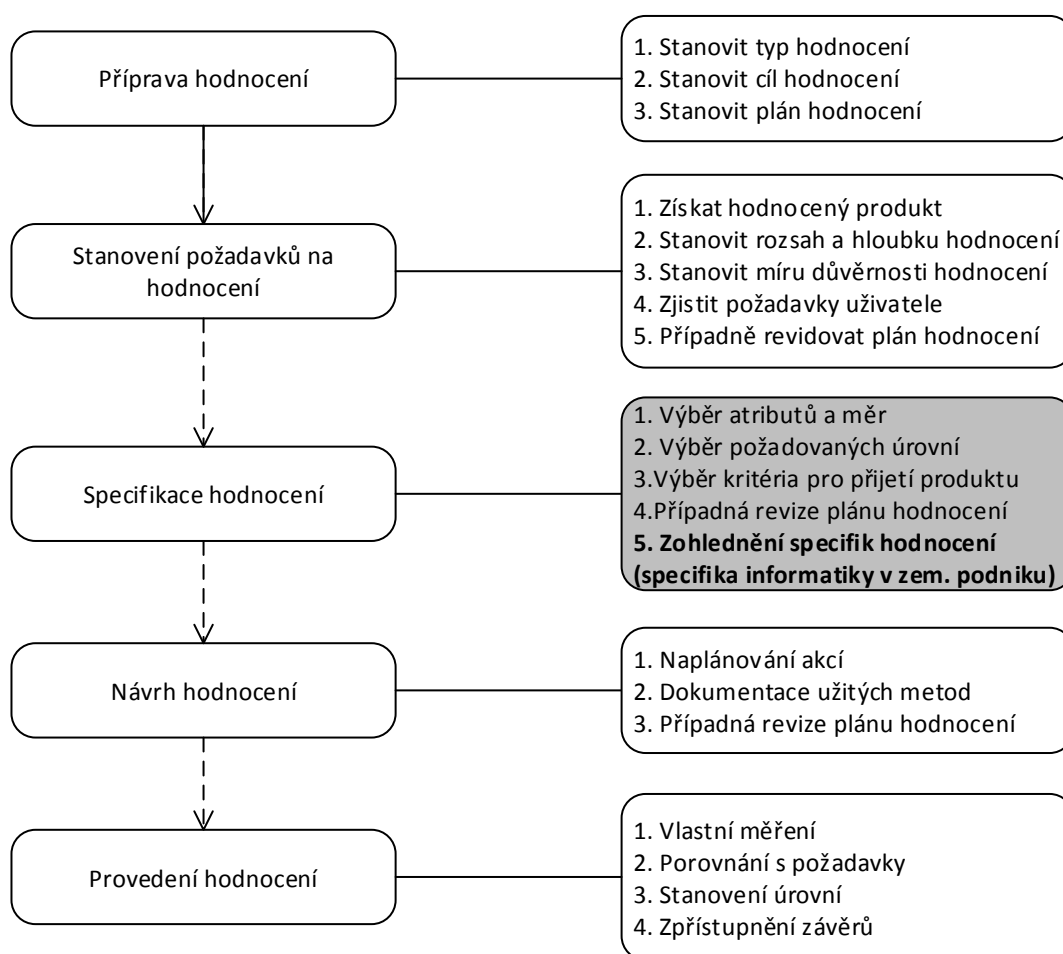 Příprava hodnocení
1. Stanovit typ hodnocení
2. Stanovit cíl hodnocení
3. Stanovit plán hodnocení
Stanovení požadavků na
hodnocení
1. Získat hodnocený produkt
2. Stanovit rozsah a hloubku hodnocení
3. Stanovit míru důvěrnosti hodnocení
4. Zjistit požadavky uživatele
5. Případně revidovat plán hodnocení
Specifikace hodnocení
1. Výběr atributů a měr
2. Výběr požadovaných úrovní
3.Výběr kritéria pro přijetí produktu
4.Případná revize plánu hodnocení
5. Zohlednění specifik hodnocení
(specifika informatiky v zem. podniku)
Návrh hodnocení
1. Naplánování akcí
2. Dokumentace užitých metod
3. Případná revize plánu hodnocení
Provedení hodnocení
1. Vlastní měření
2. Porovnání s požadavky
3. Stanovení úrovní
4. Zpřístupnění závěrů